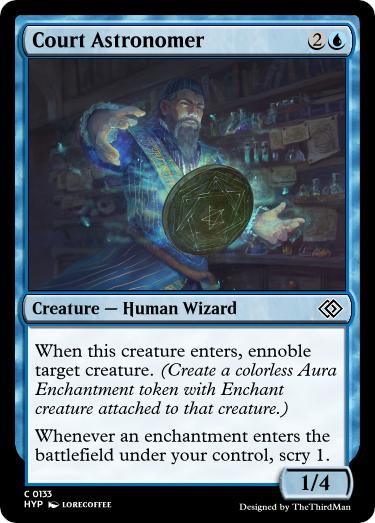 Court Astronomer 2
Creature — Human Wizard
When this creature enters, ennoble
target creature. (Create a colorless Aura
Enchantment token with Enchant
creature attached to that creature.)
Whenever an enchantment enters the
battlefield under your control, scry 1.
1/4
C 0133
HYP LORECOFFEE
Designed by TheThirdMan